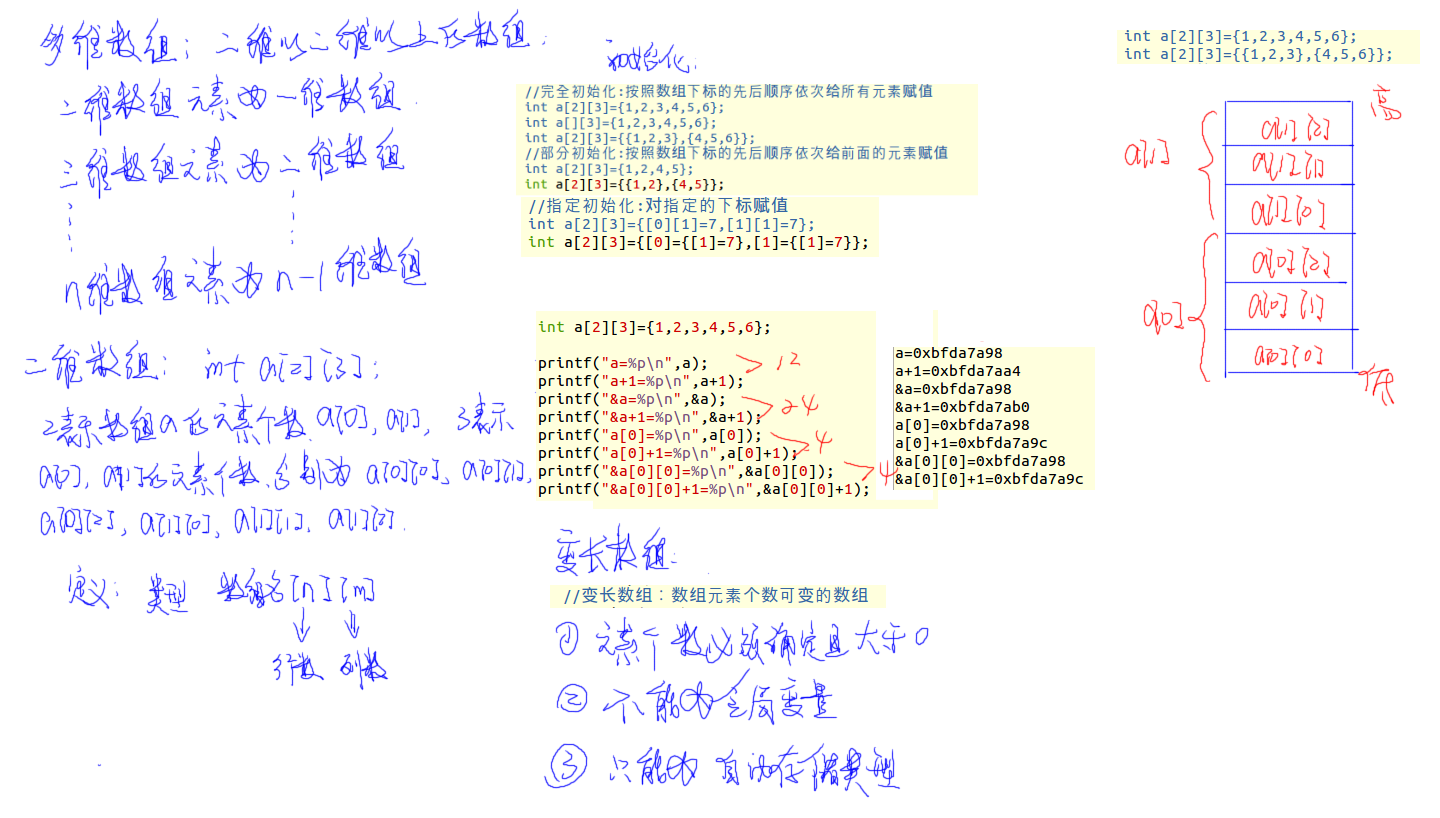 多维数组：二维以二维以上的数组.
二维数组元素为一维数组.
三维数组元素为二维数组
n维数组元素为n-1维数组
二维数组： int a[2][3];
2表示数组a的元素个数.a[0],a[1], 3表示
a[0],a[1]的元素个数.分别为 a[0][0], a[0][1],
a[0][2], a[1][0], a[1][1], a[1][2].
定义： 类型 数组名[n][m]
行数 列数
初始化：
//完全初始化:按照数组下标的先后顺序依次给所有元素赋值
int a[2][3]={1,2,3,4,5,6};
int a[][3]={1,2,3,4,5,6};
int a[2][3]={{1,2,3},{4,5,6}};
//部分初始化:按照数组下标的先后顺序依次给前面的元素赋值
int a[2][3]={1,2,4,5};
int a[2][3]={{1,2},{4,5}};
//指定初始化:对指定的下标赋值
int a[2][3]={[0][1]=7,[1][1]=7};
int a[2][3]={[0]={[1]=7},[1]={[1]=7}};
int a[2][3]={1,2,3,4,5,6};
printf("a=%p\n",a);
printf("a+1=%p\n",a+1);
12
printf("&a=%p\n",&a);
printf("&a+1=%p\n",&a+1);
24
printf("a[0]=%p\n",a[0]);
printf("a[0]+1=%p\n",a[0]+1);
4
printf("&a[0][0]=%p\n",&a[0][0]);
printf("&a[0][0]+1=%p\n",&a[0][0]+1);
4
a=0xbfda7a98
a+1=0xbfda7aa4
&a=0xbfda7a98
&a+1=0xbfda7ab0
a[0]=0xbfda7a98
a[0]+1=0xbfda7a9c
&a[0][0]=0xbfda7a98
&a[0][0]+1=0xbfda7a9c
变长数组：
//变长数组：数组元素个数可变的数组
① 元素个数必须确定且大于0
② 不能为全局变量
③ 只能为自动存储类型
int a[2][3]={1,2,3,4,5,6};
int a[2][3]={{1,2,3},{4,5,6}};
高
a[1]
a[1][2]
a[1][1]
a[1][0]
a[0]
a[0][2]
a[0][1]
a[0][0]
低